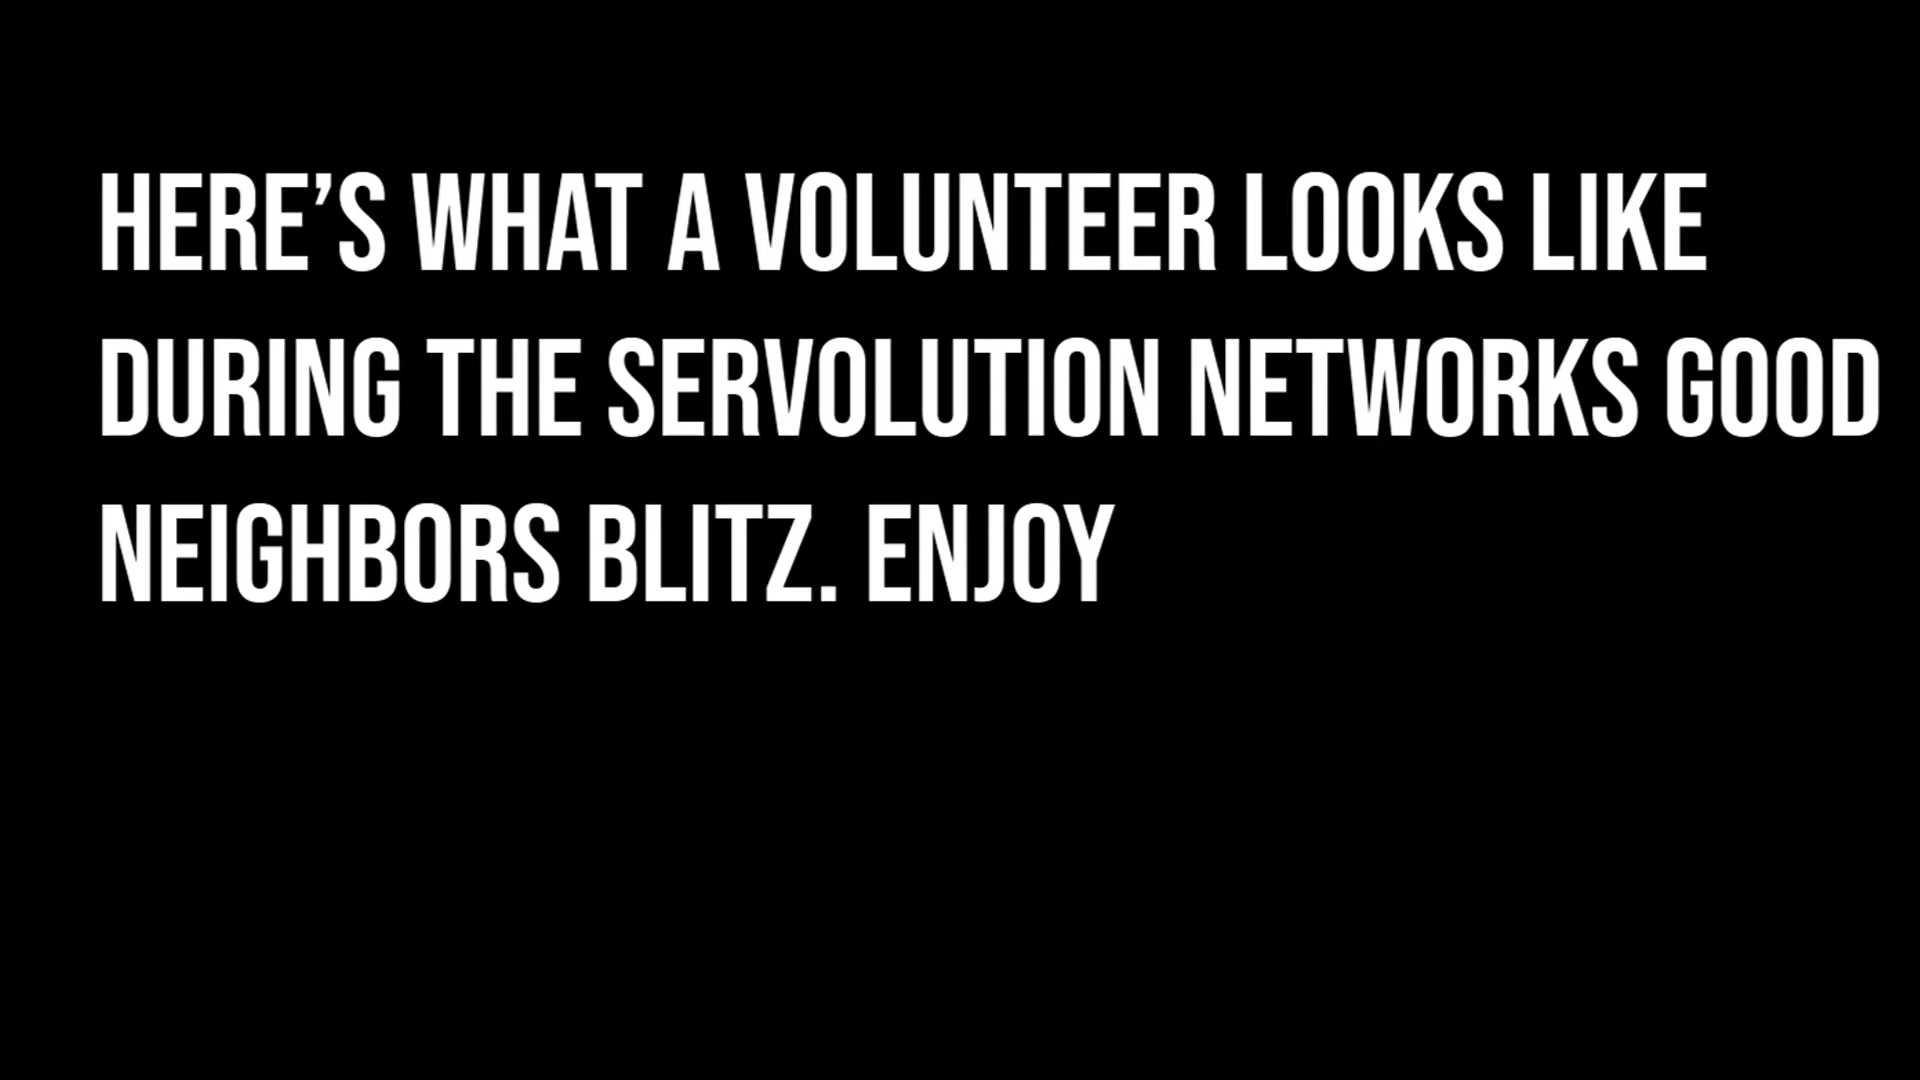 HERE’S WHAT A VOLUNTEER LOOKS LIKE
DURING THE SERVOLUTION NETWORKS GOOD
NEIGHBORS BLITZ. ENJOY